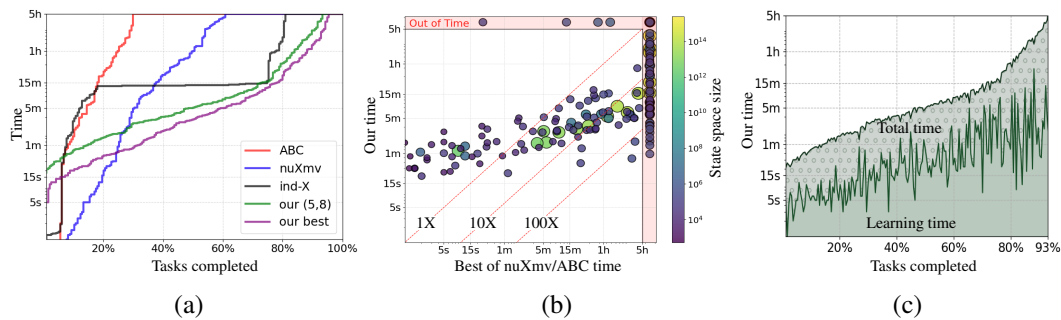 5h
1h
15m
5m
1m
15s
5s
Time
20%
40%
60%
80%
100%
Tasks completed
ABC
nuXmv
ind-X
our (5,8)
our best
(a)
Out of Time
5h
1h
15m
5m
1m
15s
5s
Our time
1X
10X
100X
5s
15s
1m
5m
15m
1h
5h
Best of nuXmv/ABC time
10^14
10^12
10^10
10^8
10^6
10^4
State space size
(b)
5h
1h
15m
5m
1m
15s
5s
Our time
Total time
Learning time
20%
40%
60%
80%
93%
Tasks completed
(c)